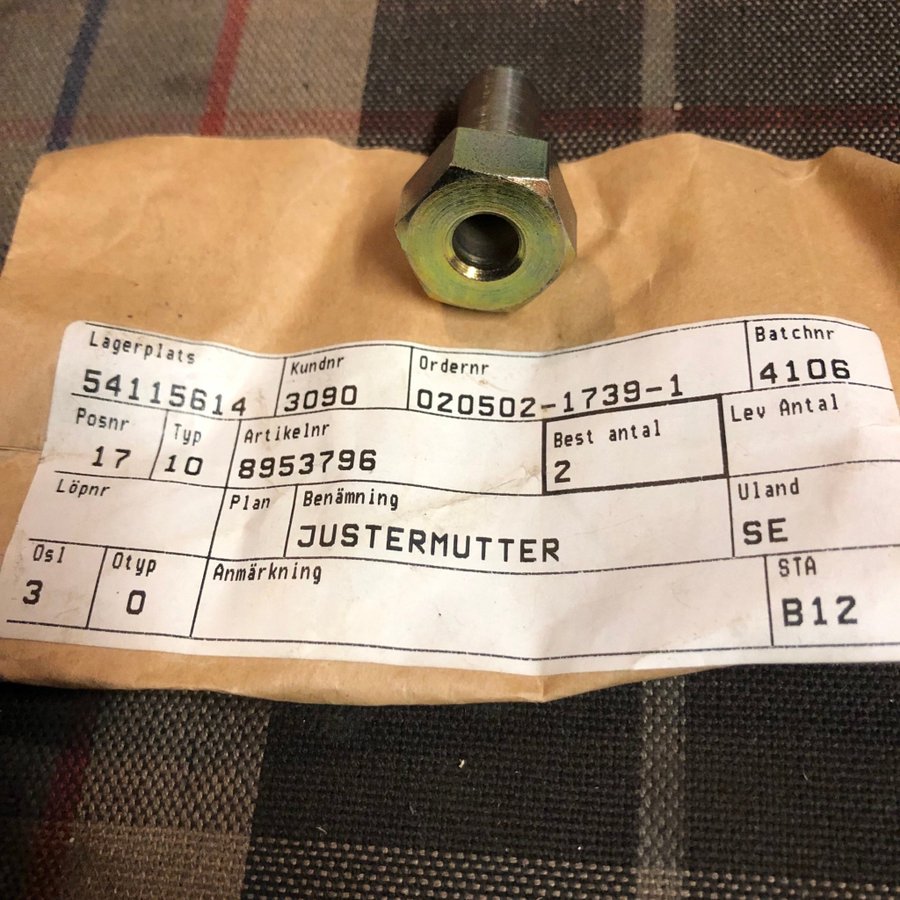 Lagerplats Kundnr Ordernr Batchnr
54115614 3090 020502-1739-1 4106
Posnr Typ Artikelnr Best antal Lev Antal
17 10 8953796 2
Löpnr Plan Benämning Uland
JUSTERMUTTER SE
Osl Otyp Anmärkning STA
3 0 B12